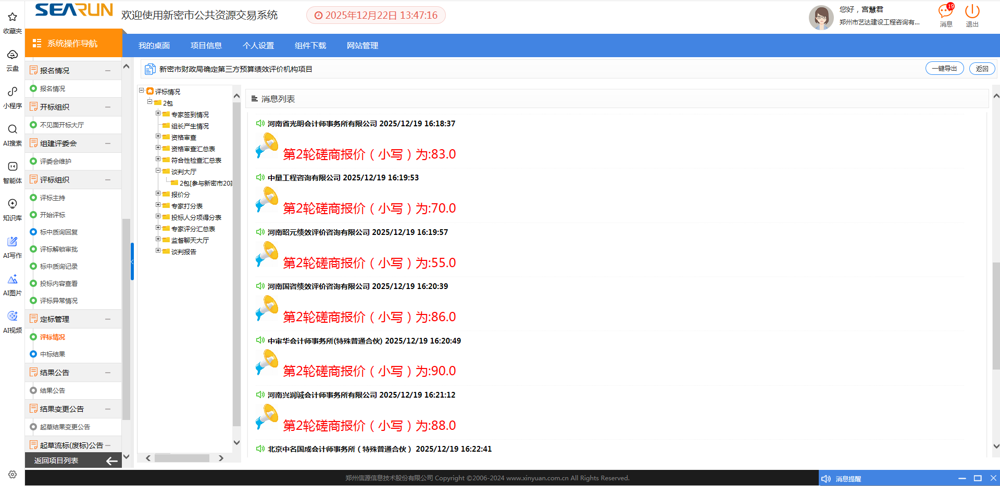 SEARUN
欢迎使用新密市公共资源交易系统
2025年12月22日 13:47:16
您好，宫慧君
郑州市艺达建设工程咨询有...
19
消息
退出
收藏夹
云盘
小程序
AI搜索
智能体
知识库
AI写作
AI图片
AI视频
系统操作导航
我的桌面
项目信息
个人设置
组件下载
网站管理
报名情况
报名情况
开标组织
不见面开标大厅
组建评委会
评委会维护
评标组织
评标主持
开始评标
标中质询回复
评标解锁审批
标中质询记录
投标内容查看
评标异常情况
定标管理
评标情况
中标结果
结果公告
结果公告
结果变更公告
起草结果变更公告
起草流标(废标)公告
返回项目列表
新密市财政局确定第三方预算绩效评价机构项目
一键导出
返回
评标情况
2包
专家签到情况
组长产生情况
资格审查
资格审查汇总表
符合性检查汇总表
谈判大厅
2包[参与新密市20家
报价分
专家打分表
投标人分项得分表
专家评分汇总表
监督聊天大厅
谈判报告
消息列表
河南省光明会计师事务所有限公司 2025/12/19 16:18:37
第2轮磋商报价（小写）为:83.0
中量工程咨询有限公司 2025/12/19 16:19:53
第2轮磋商报价（小写）为:70.0
河南昭元绩效评价咨询有限公司 2025/12/19 16:19:57
第2轮磋商报价（小写）为:55.0
河南国咨绩效评价咨询有限公司 2025/12/19 16:20:39
第2轮磋商报价（小写）为:86.0
中审华会计师事务所(特殊普通合伙) 2025/12/19 16:20:49
第2轮磋商报价（小写）为:90.0
河南兴润诚会计师事务所有限公司 2025/12/19 16:21:12
第2轮磋商报价（小写）为:88.0
北京中名国成会计师事务所（特殊普通合伙） 2025/12/19 16:22:41
郑州信源信息技术股份有限公司 Copyright ©2006-2024 www.xinyuan.com.cn All Rights Reserved.
消息提醒